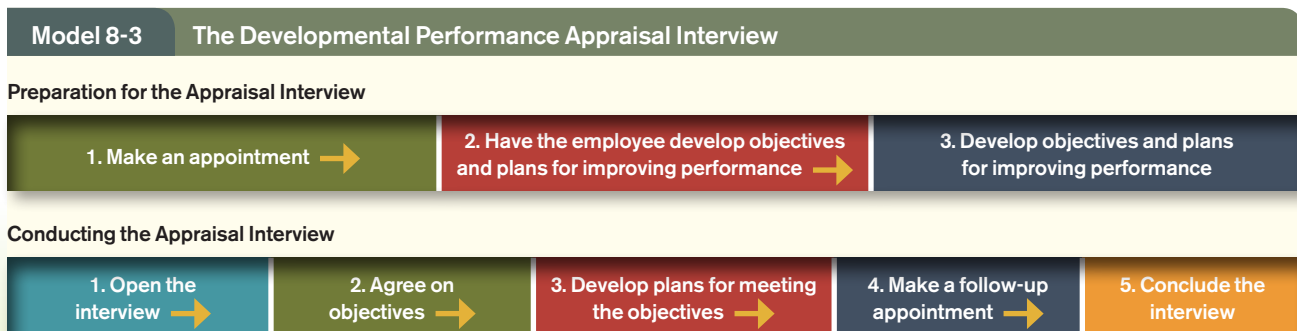 Model 8-3 The Developmental Performance Appraisal Interview
Preparation for the Appraisal Interview
1. Make an appointment
2. Have the employee develop objectives
and plans for improving performance
3. Develop objectives and plans
for improving performance
Conducting the Appraisal Interview
1. Open the
interview
2. Agree on
objectives
3. Develop plans for meeting
the objectives
4. Make a follow-up
appointment
5. Conclude the
interview